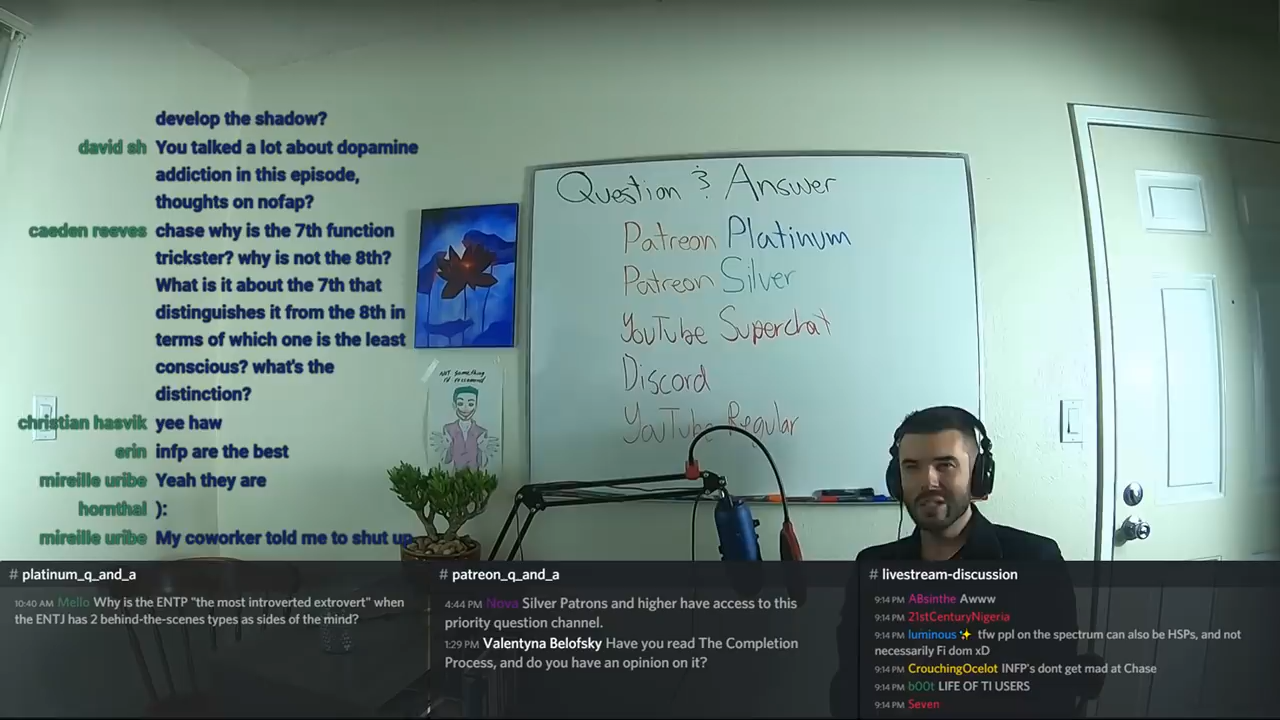 develop the shadow?
david sh You talked a lot about dopamine
addiction in this episode,
thoughts on nofap?
caeden reeves chase why is the 7th function
trickster? why is not the 8th?
What is it about the 7th that
distinguishes it from the 8th in
terms of which one is the least
conscious? what's the
distinction?
christian hasvik yee haw
erin infp are the best
mireille uribe Yeah they are
hornthal ):
mireille uribe My coworker told me to shut up
Question & Answer
Patreon Platinum
Patreon Silver
YouTube Superchat
Discord
YouTube Regular
NOT something
I'd recommend
# platinum_q_and_a
10:40 AM Mello Why is the ENTP "the most introverted extrovert" when
the ENTJ has 2 behind-the-scenes types as sides of the mind?
# patreon_q_and_a
4:44 PM Nova Silver Patrons and higher have access to this
priority question channel.
1:29 PM Valentyna Belofsky Have you read The Completion
Process, and do you have an opinion on it?
# livestream-discussion
9:14 PM ABsinthe Awww
9:14 PM 21stCenturyNigeria
9:14 PM luminous✨ tfw ppl on the spectrum can also be HSPs, and not
necessarily Fi dom xD
9:14 PM CrouchingOcelot INFP's dont get mad at Chase
9:14 PM b00t LIFE OF TI USERS
9:14 PM Seven